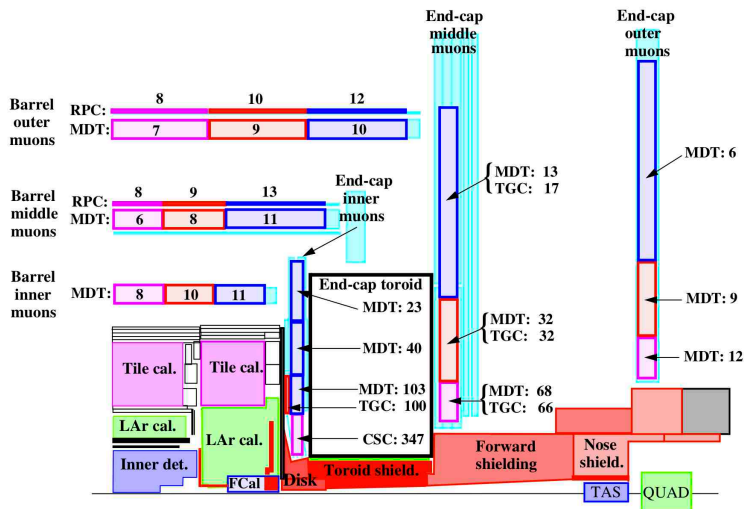 End-cap
middle
muons
End-cap
outer
muons
Barrel
outer
muons
8 10 12
RPC:
MDT: 7 9 10
Barrel
middle
muons
8 9 13
RPC:
MDT: 6 8 11
End-cap
inner
muons
Barrel
inner
muons
MDT: 8 10 11
MDT: 13
TGC: 17
MDT: 6
End-cap toroid
MDT: 23
MDT: 40
MDT: 103
TGC: 100
CSC: 347
MDT: 32
TGC: 32
MDT: 68
TGC: 66
MDT: 9
MDT: 12
Tile cal.
Tile cal.
LAr cal.
LAr cal.
Inner det.
FCal
Disk
Toroid shield.
Forward
shielding
Nose
shield.
TAS
QUAD